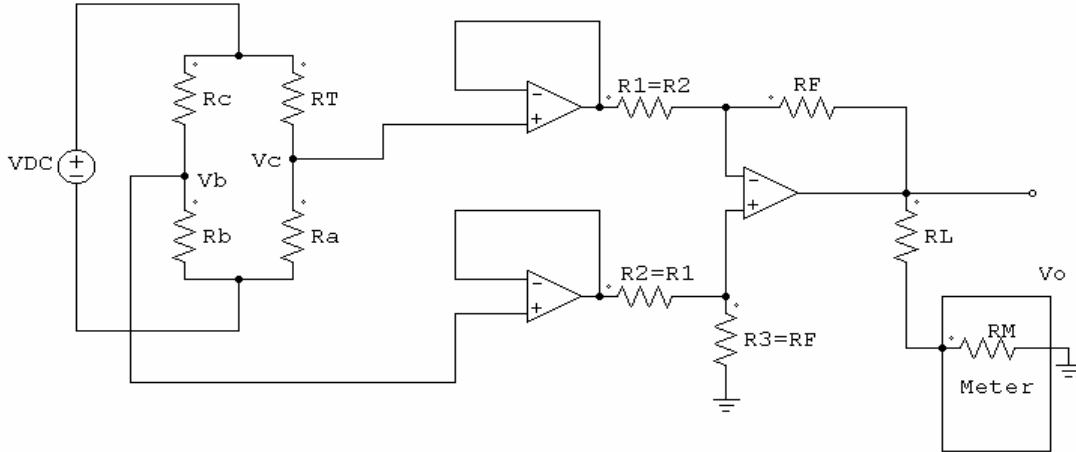 R1=R2
RF
Rc
RT
VDC
Vc
Vb
Rb
Ra
RL
R2=R1
Vo
R3=RF
RM
Meter